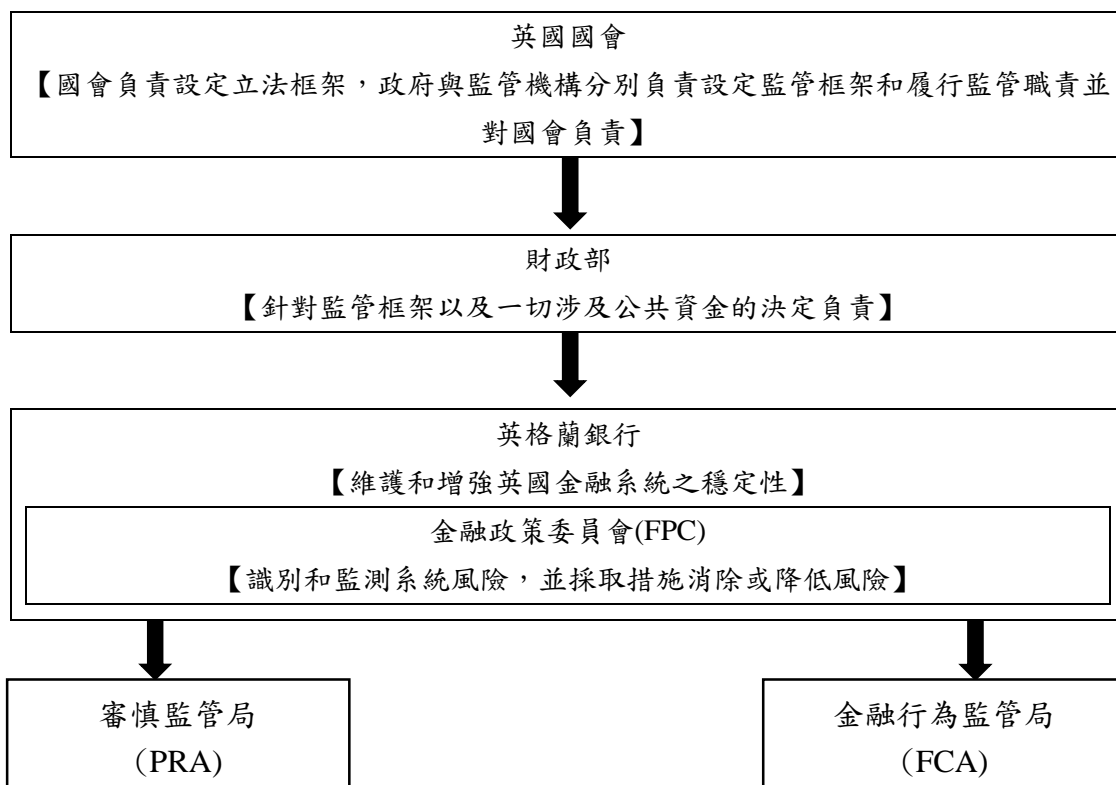 英國國會
【國會負責設定立法框架，政府與監管機構分別負責設定監管框架和履行監管職責並
對國會負責】
財政部
【針對監管框架以及一切涉及公共資金的決定負責】
英格蘭銀行
【維護和增強英國金融系統之穩定性】
金融政策委員會(FPC)
【識別和監測系統風險，並採取措施消除或降低風險】
審慎監管局
（PRA)
金融行為監管局
（FCA)